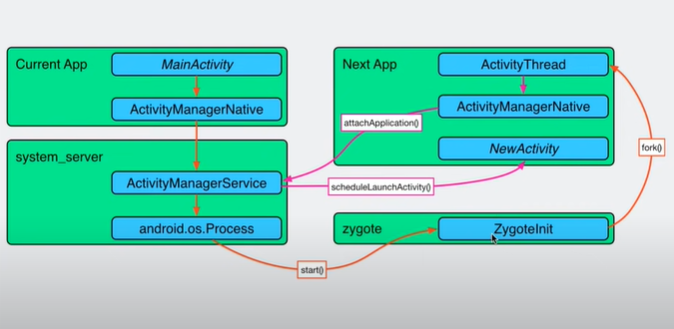 Current App
MainActivity
ActivityManagerNative
system_server
ActivityManagerService
android.os.Process
Next App
ActivityThread
ActivityManagerNative
NewActivity
attachApplication()
scheduleLaunchActivity()
fork()
zygote
ZygoteInit
start()